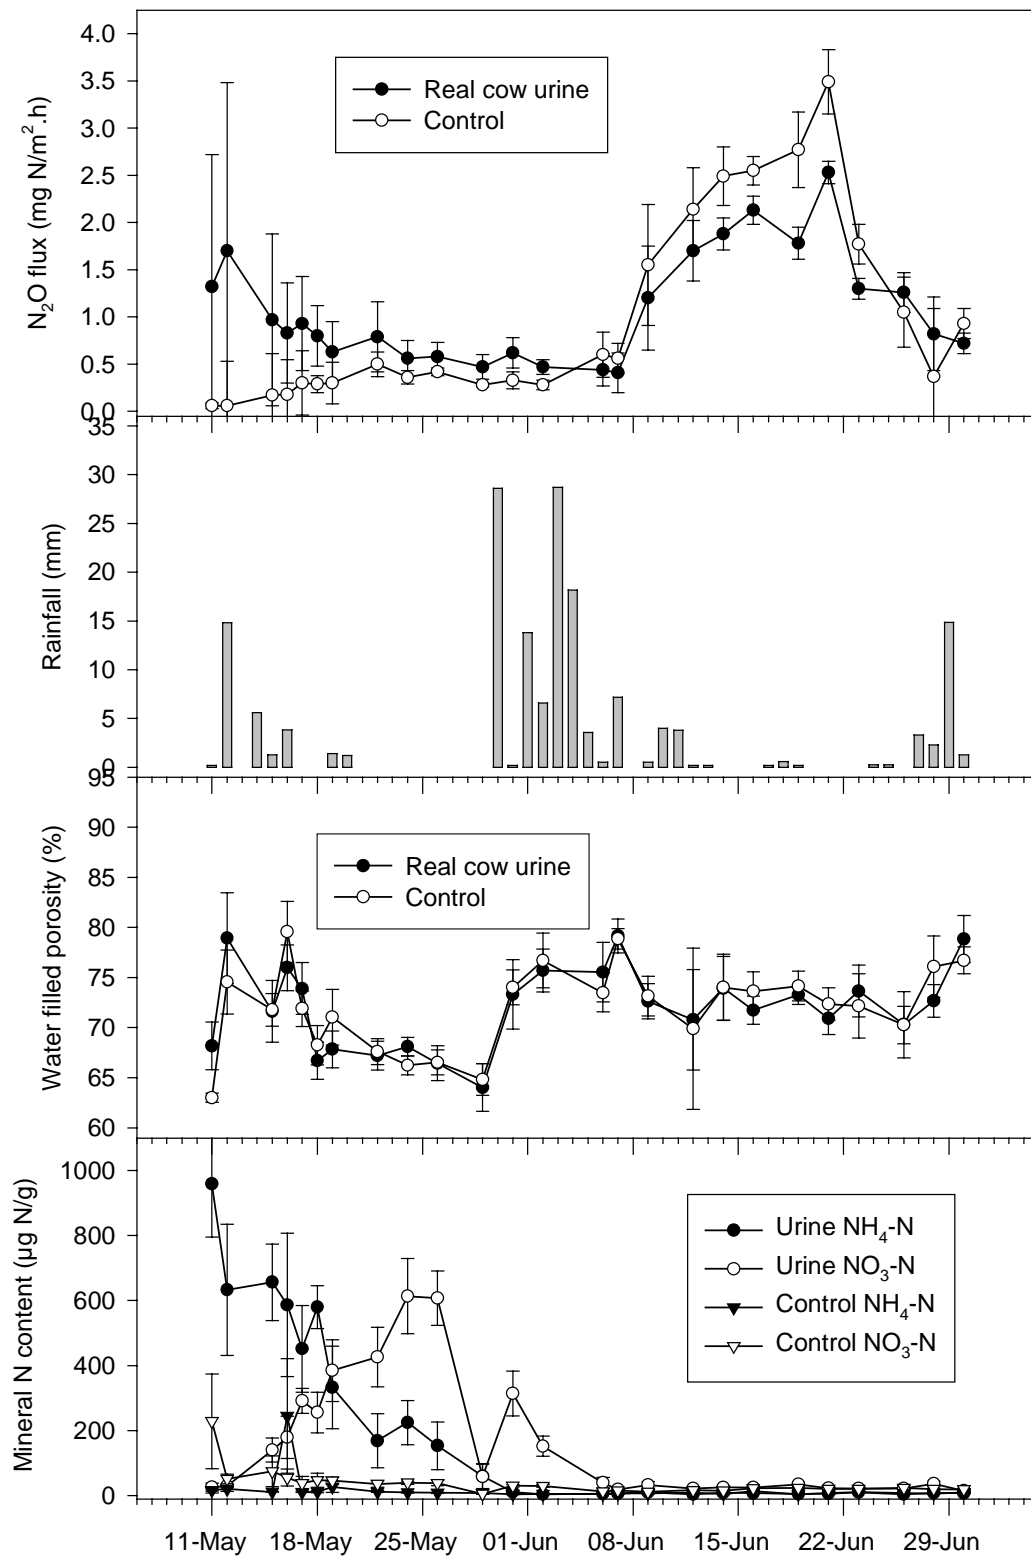 4.0
3.5
3.0
2.5
2.0
1.5
1.0
0.5
0.0
N2O flux (mg N/m2.h)
Real cow urine
Control
35
30
25
20
15
10
5
0
Rainfall (mm)
95
90
85
80
75
70
65
60
Water filled porosity (%)
Real cow urine
Control
1000
800
600
400
200
0
Mineral N content (µg N/g)
Urine NH4-N
Urine NO3-N
Control NH4-N
Control NO3-N
11-May 18-May 25-May 01-Jun 08-Jun 15-Jun 22-Jun 29-Jun